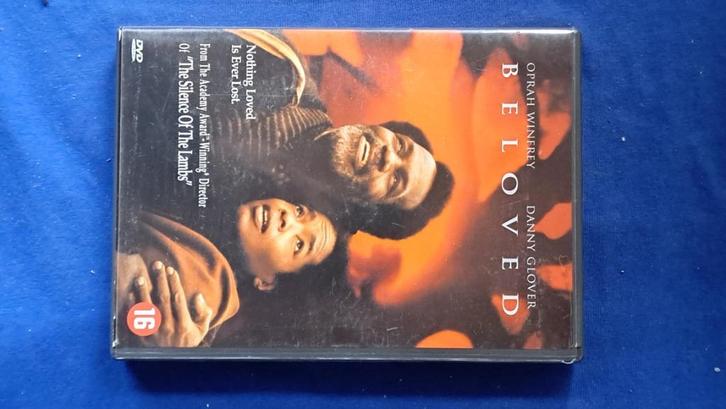 OPRAH WINFREY DANNY GLOVER
BELOVED
Nothing Loved
Is Ever Lost.
From The Academy Award®-Winning* Director
Of "The Silence Of The Lambs"
DVD
16